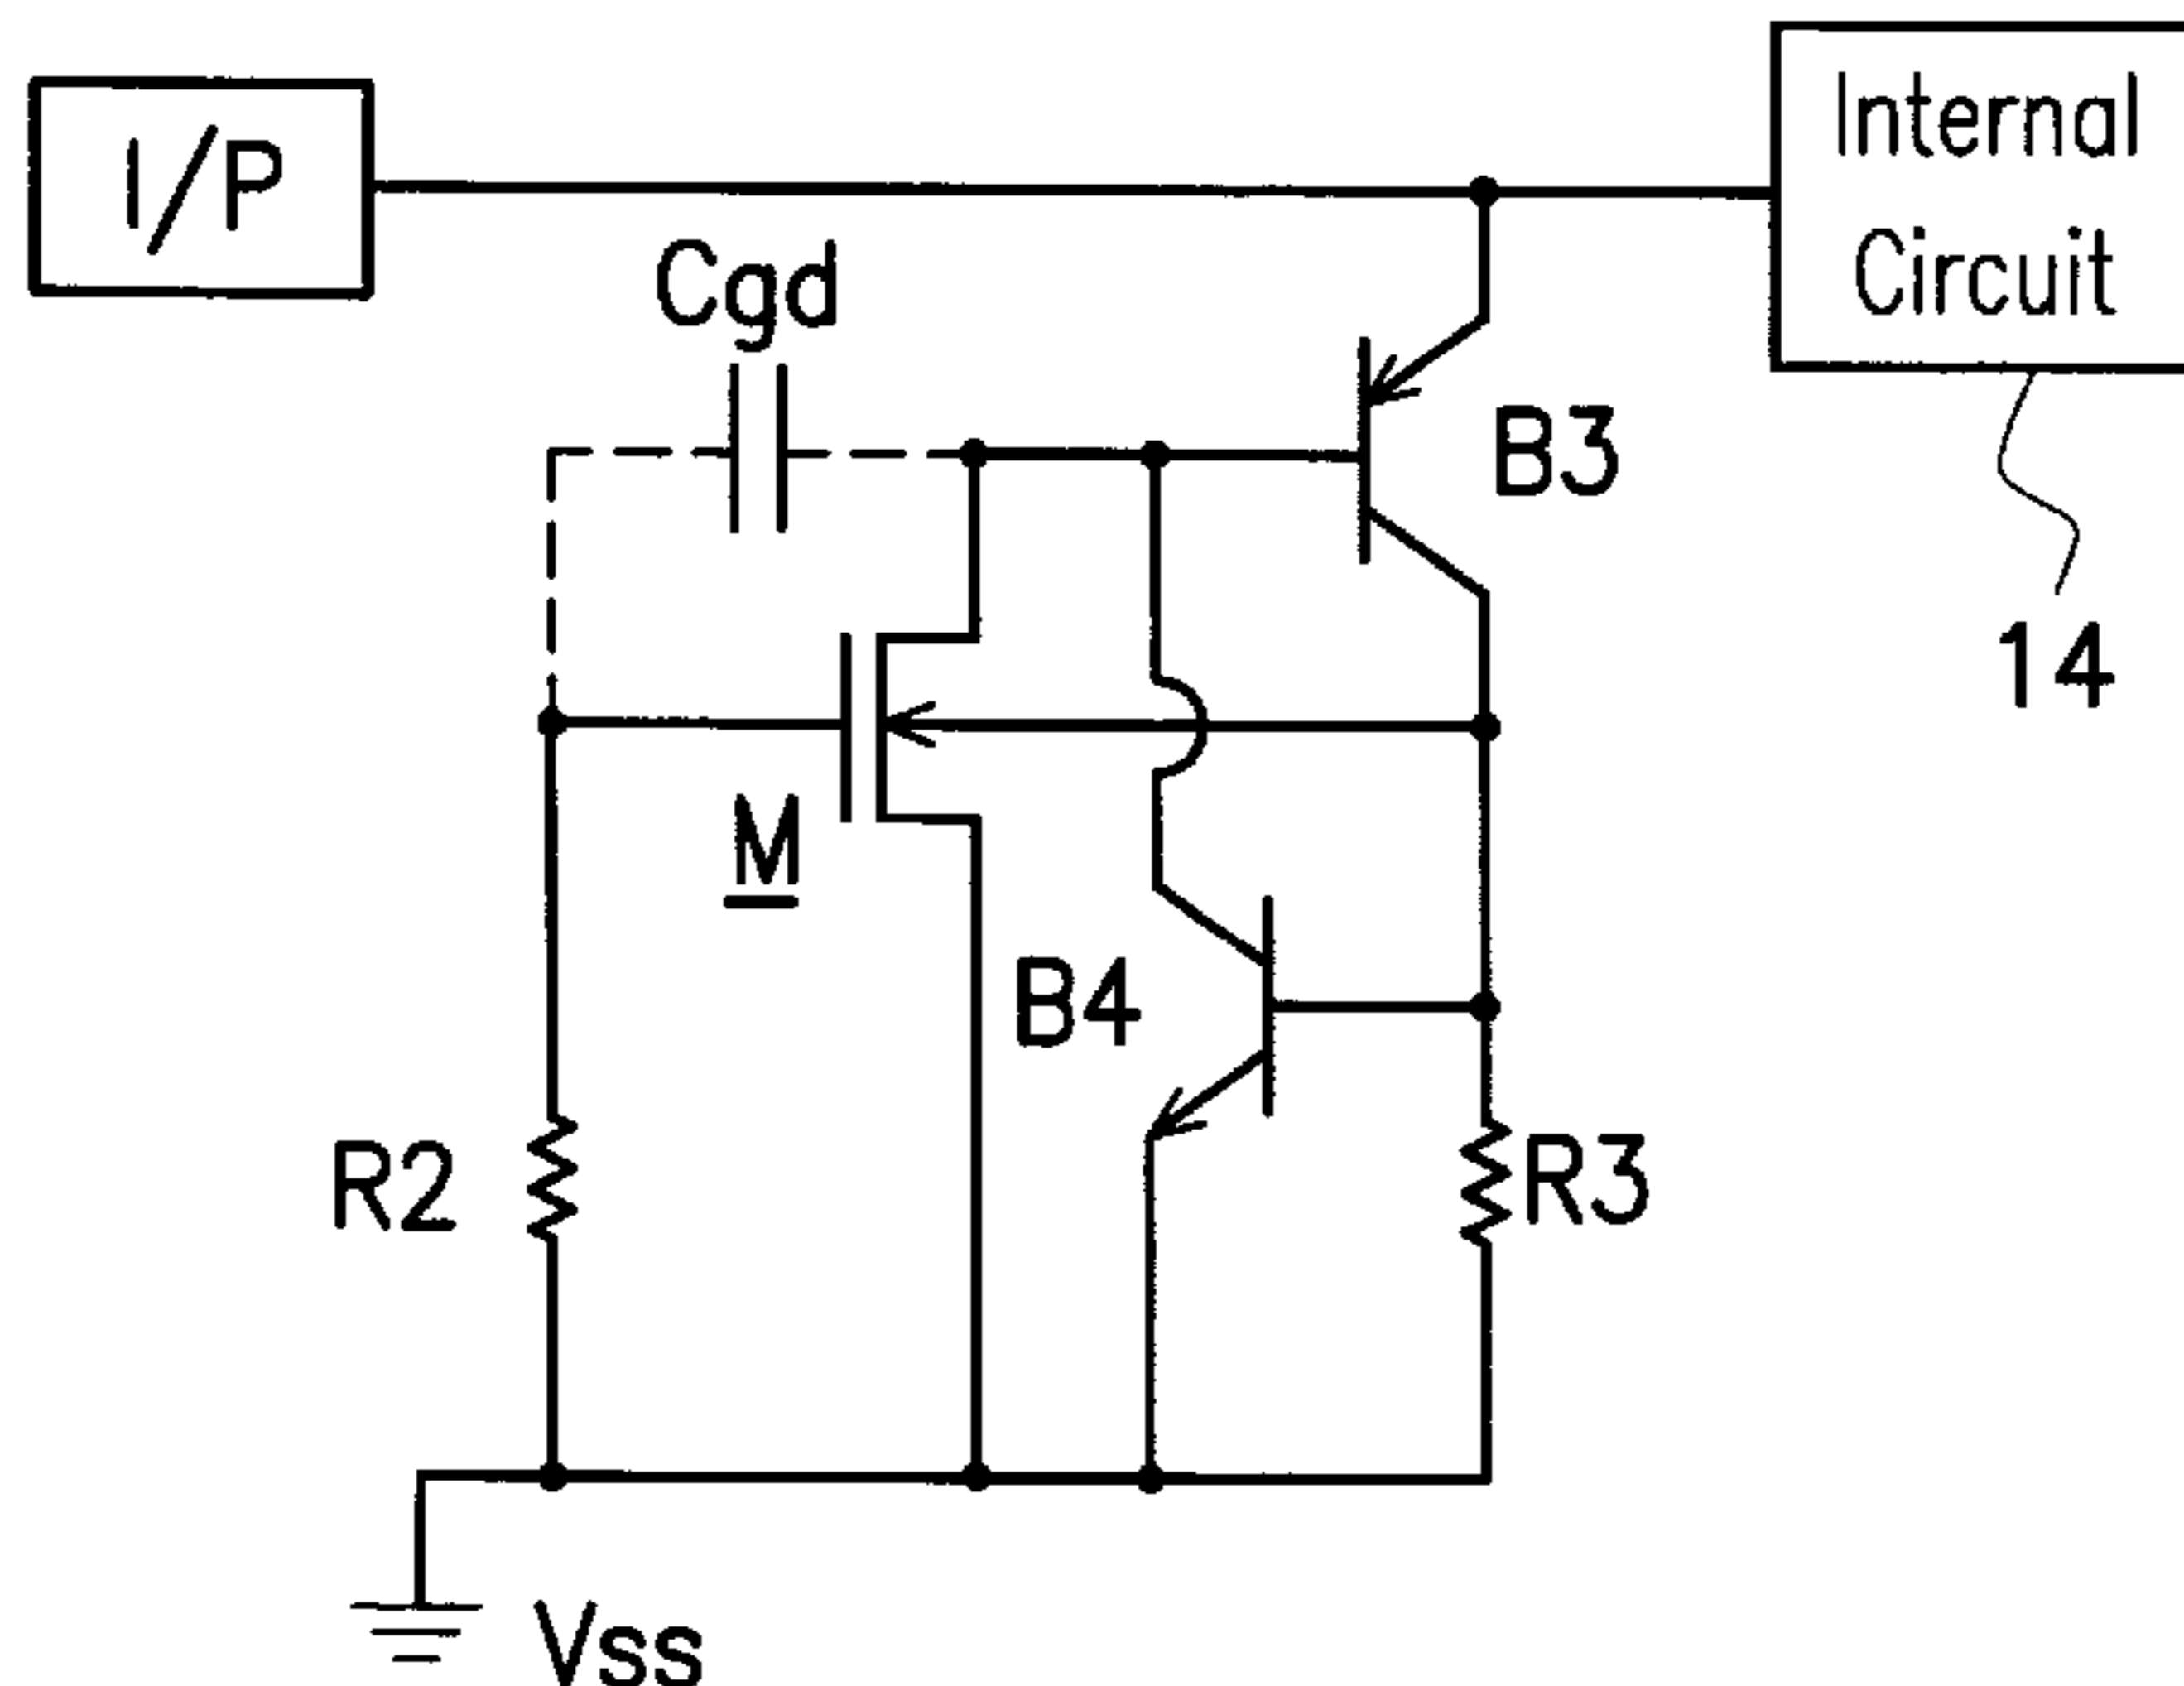 I/P
Internal
Circuit
Cgd
B3
14
M
B4
R2
R3
Vss